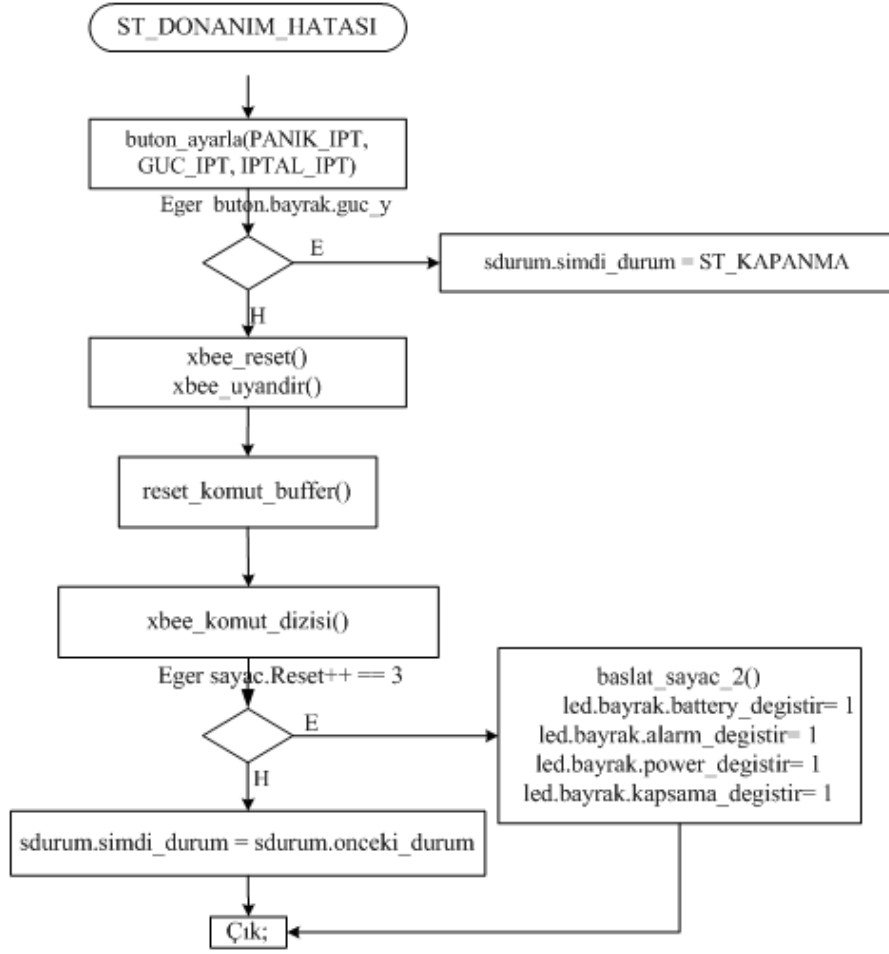 ST_DONANIM_HATASI
buton_ayarla(PANIK_IPT,
GUC_IPT, IPTAL_IPT)
Eger buton.bayrak.guc_y
E
sdurum.simdi_durum = ST_KAPANMA
H
xbee_reset()
xbee_uyandir()
reset_komut_buffer()
xbee_komut_dizisi()
Eger sayac.Reset++ == 3
E
baslat_sayac_2()
led.bayrak.battery_degistir= 1
led.bayrak.alarm_degistir= 1
led.bayrak.power_degistir= 1
led.bayrak.kapsama_degistir= 1
H
sdurum.simdi_durum = sdurum.onceki_durum
Çık;